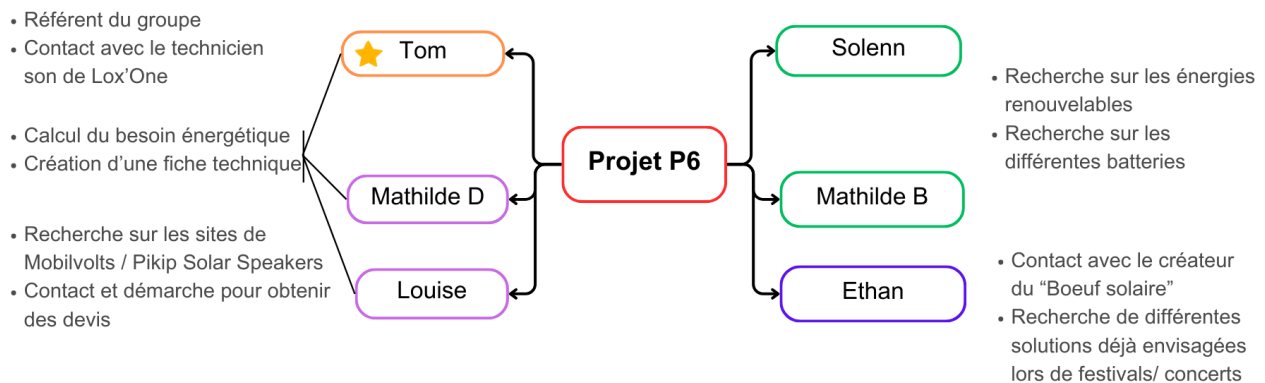 • Référent du groupe
• Contact avec le technicien
son de Lox’One
• Calcul du besoin énergétique
• Création d’une fiche technique
• Recherche sur les sites de
Mobilvolts / Pikip Solar Speakers
• Contact et démarche pour obtenir
des devis
Tom
Mathilde D
Louise
Projet P6
Solenn
Mathilde B
Ethan
• Recherche sur les énergies
renouvelables
• Recherche sur les
différentes batteries
• Contact avec le créateur
du “Boeuf solaire”
• Recherche de différentes
solutions déjà envisagées
lors de festivals/ concerts